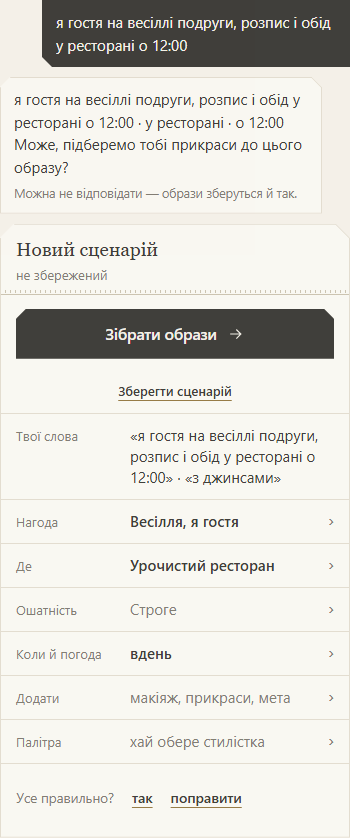 я гостя на весіллі подруги, розпис і обід
у ресторані о 12:00
я гостя на весіллі подруги, розпис і обід у
ресторані о 12:00 · у ресторані · о 12:00
Може, підберемо тобі прикраси до цього
образу?
Можна не відповідати — образи зберуться й так.
Новий сценарій
не збережений
Зібрати образи →
Зберегти сценарій
Твої слова
«я гостя на весіллі подруги,
розпис і обід у ресторані о
12:00» · «з джинсами»
Нагода Весілля, я гостя ›
Де Урочистий ресторан ›
Ошатність Строге ›
Коли й погода вдень ›
Додати макіяж, прикраси, мета ›
Палітра хай обере стилістка ›
Усе правильно? так поправити